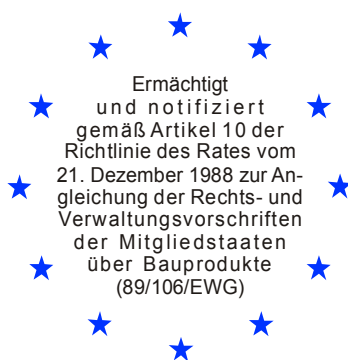 Ermächtigt
und notifiziert
gemäß Artikel 10 der
Richtlinie des Rates vom
21. Dezember 1988 zur An-
gleichung der Rechts- und
Verwaltungsvorschriften
der Mitgliedstaaten
über Bauprodukte
(89/106/EWG)